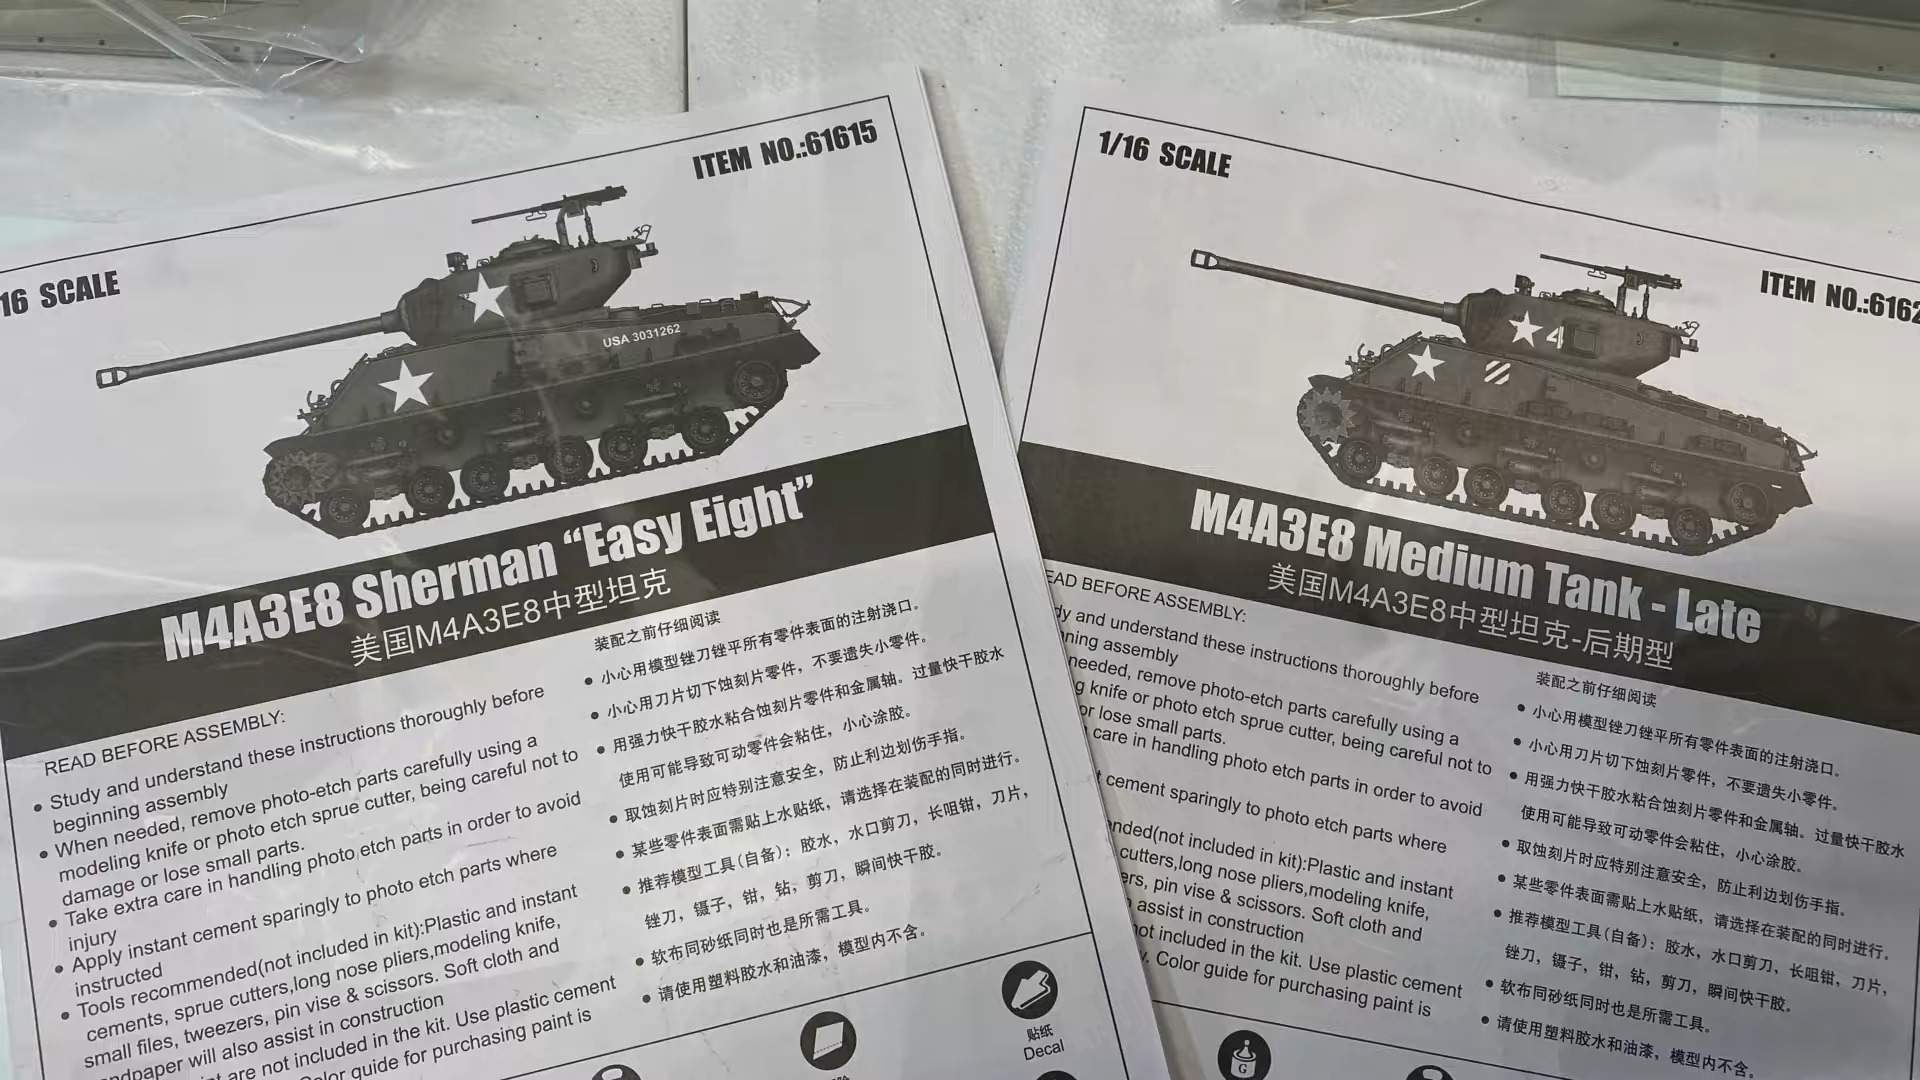 16 SCALE
ITEM NO.:61615
USA 3031262
M4A3E8 Sherman “Easy Eight”
美国M4A3E8中型坦克
READ BEFORE ASSEMBLY:
● Study and understand these instructions thoroughly before
beginning assembly
● When needed, remove photo-etch parts carefully using a
modeling knife or photo etch sprue cutter, being careful not to
damage or lose small parts.
● Take extra care in handling photo etch parts in order to avoid
injury
● Apply instant cement sparingly to photo etch parts where
instructed
● Tools recommended(not included in kit):Plastic and instant
cements, sprue cutters,long nose pliers,modeling knife,
small files, tweezers, pin vise & scissors. Soft cloth and
ndpaper will also assist in construction
are not included in the kit. Use plastic cement
Color guide for purchasing paint is
装配之前仔细阅读
● 小心用模型锉刀锉平所有零件表面的注射浇口。
● 小心用刀片切下蚀刻片零件，不要遗失小零件。
● 用强力快干胶水粘合蚀刻片零件和金属轴。过量快干胶水
使用可能导致可动零件会粘住，小心涂胶。
● 取蚀刻片时应特别注意安全，防止利边划伤手指。
● 某些零件表面需贴上水贴纸，请选择在装配的同时进行。
● 推荐模型工具（自备）：胶水，水口剪刀，长咀钳，刀片，
锉刀，镊子，钳，钻，剪刀，瞬间快干胶。
● 软布同砂纸同时也是所需工具。
● 请使用塑料胶水和油漆，模型内不含。
贴纸
Decal
1/16 SCALE
ITEM NO.:6162
4
M4A3E8 Medium Tank - Late
美国M4A3E8中型坦克-后期型
EAD BEFORE ASSEMBLY:
dy and understand these instructions thoroughly before
ning assembly
needed, remove photo-etch parts carefully using a
g knife or photo etch sprue cutter, being careful not to
or lose small parts.
care in handling photo etch parts in order to avoid
t cement sparingly to photo etch parts where
nded(not included in kit):Plastic and instant
cutters,long nose pliers,modeling knife,
ers, pin vise & scissors. Soft cloth and
assist in construction
not included in the kit. Use plastic cement
y. Color guide for purchasing paint is
装配之前仔细阅读
● 小心用模型锉刀锉平所有零件表面的注射浇口。
● 小心用刀片切下蚀刻片零件，不要遗失小零件。
● 用强力快干胶水粘合蚀刻片零件和金属轴。过量快干胶水
使用可能导致可动零件会粘住，小心涂胶。
● 取蚀刻片时应特别注意安全，防止利边划伤手指。
● 某些零件表面需贴上水贴纸，请选择在装配的同时进行。
● 推荐模型工具（自备）：胶水，水口剪刀，长咀钳，刀片，
锉刀，镊子，钳，钻，剪刀，瞬间快干胶。
● 软布同砂纸同时也是所需工具。
● 请使用塑料胶水和油漆，模型内不含。
G